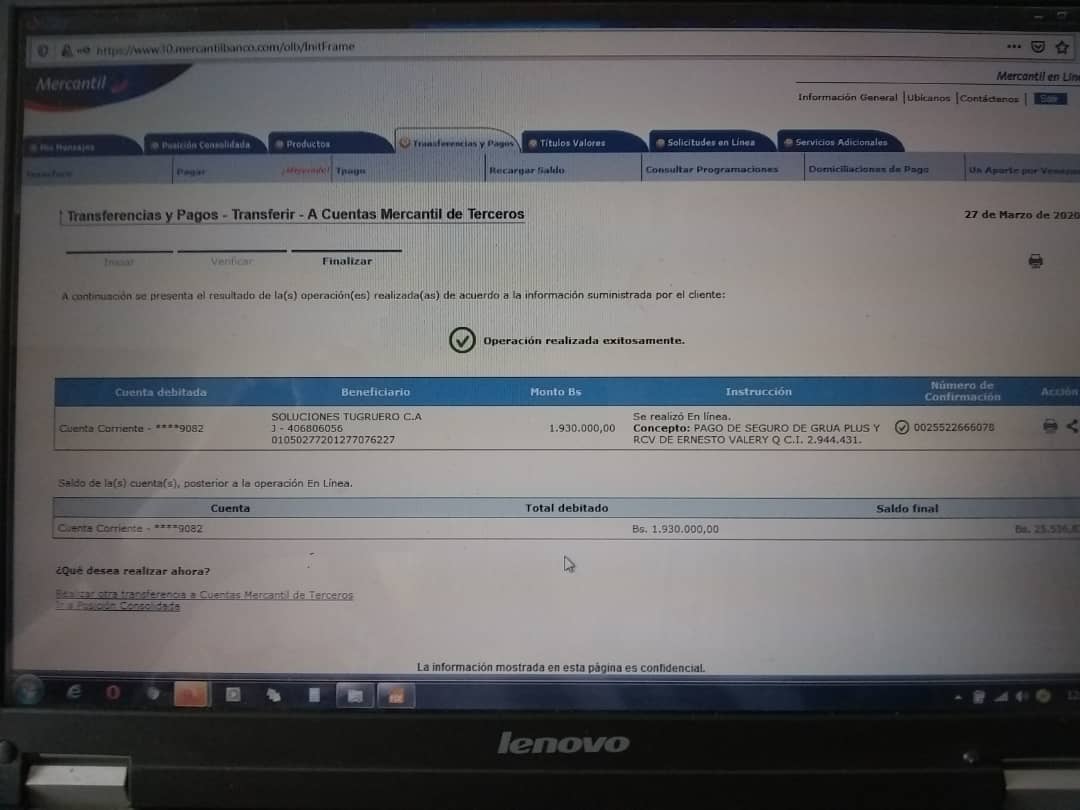 https://www.10.mercantilbanco.com/olb/InitFrame
Mercantil
Mercantil en Lín
Información General | Ubícanos | Contáctenos | Salir
Mis Mensajes Posición Consolidada Productos Transferencias y Pagos Títulos Valores Solicitudes en Línea Servicios Adicionales
Transferir Pagar ¡Mejorado! Tpago Recargar Saldo Consultar Programaciones Domiciliaciones de Pago Un Aporte por Venezu
Transferencias y Pagos - Transferir - A Cuentas Mercantil de Terceros
27 de Marzo de 2020
Iniciar Verificar Finalizar
A continuación se presenta el resultado de la(s) operación(es) realizada(as) de acuerdo a la información suministrada por el cliente:
Operación realizada exitosamente.
Cuenta debitada Beneficiario Monto Bs Instrucción Número de Confirmación Acción
Cuenta Corriente - ****9082
SOLUCIONES TUGRUERO C.A
J - 406806056
01050277201277076227
1.930.000,00
Se realizó En línea.
Concepto: PAGO DE SEGURO DE GRUA PLUS Y
RCV DE ERNESTO VALERY Q C.I. 2.944.431.
0025522666078
Saldo de la(s) cuenta(s), posterior a la operación En Línea.
Cuenta Total debitado Saldo final
Cuenta Corriente - ****9082 Bs. 1.930.000,00 Bs.
¿Qué desea realizar ahora?
Realizar otra transferencia a Cuentas Mercantil de Terceros
Ir a Posición Consolidada
La información mostrada en esta página es confidencial.
lenovo